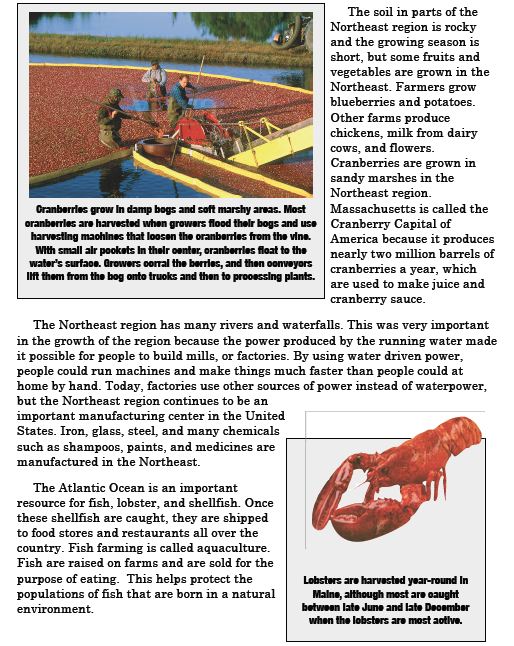 The soil in parts of the
Northeast region is rocky
and the growing season is
short, but some fruits and
vegetables are grown in the
Northeast. Farmers grow
blueberries and potatoes.
Other farms produce
chickens, milk from dairy
cows, and flowers.
Cranberries are grown in
sandy marshes in the
Northeast region.
Massachusetts is called the
Cranberry Capital of
America because it produces
nearly two million barrels of
cranberries a year, which
are used to make juice and
cranberry sauce.
Cranberries grow in damp bogs and soft marshy areas. Most
cranberries are harvested when growers flood their bogs and use
harvesting machines that loosen the cranberries from the vine.
With small air pockets in their center, cranberries float to the
water's surface. Growers corral the berries, and then conveyors
lift them from the bog onto trucks and then to processing plants.
The Northeast region has many rivers and waterfalls. This was very important
in the growth of the region because the power produced by the running water made
it possible for people to build mills, or factories. By using water driven power,
people could run machines and make things much faster than people could at
home by hand. Today, factories use other sources of power instead of waterpower,
but the Northeast region continues to be an
important manufacturing center in the United
States. Iron, glass, steel, and many chemicals
such as shampoos, paints, and medicines are
manufactured in the Northeast.
The Atlantic Ocean is an important
resource for fish, lobster, and shellfish. Once
these shellfish are caught, they are shipped
to food stores and restaurants all over the
country. Fish farming is called aquaculture.
Fish are raised on farms and are sold for the
purpose of eating. This helps protect the
populations of fish that are born in a natural
environment.
Lobsters are harvested year-round in
Maine, although most are caught
between late June and late December
when the lobsters are most active.